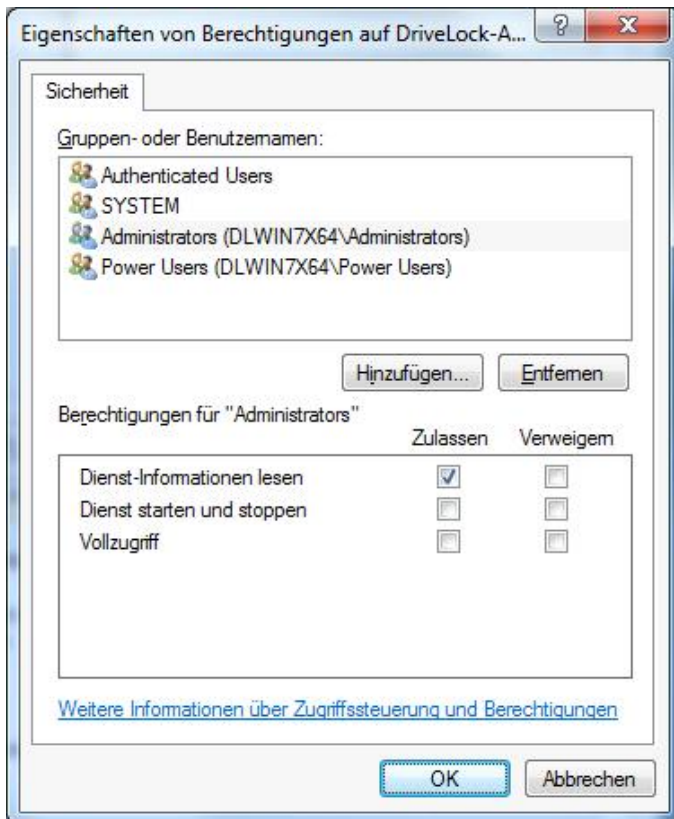 Eigenschaften von Berechtigungen auf DriveLock-A...
Sicherheit
Gruppen- oder Benutzernamen:
Authenticated Users
SYSTEM
Administrators (DLWIN7X64\Administrators)
Power Users (DLWIN7X64\Power Users)
Hinzufügen... Entfernen
Berechtigungen für "Administrators"
Zulassen Verweigern
Dienst-Informationen lesen
Dienst starten und stoppen
Vollzugriff
Weitere Informationen über Zugriffssteuerung und Berechtigungen
OK Abbrechen